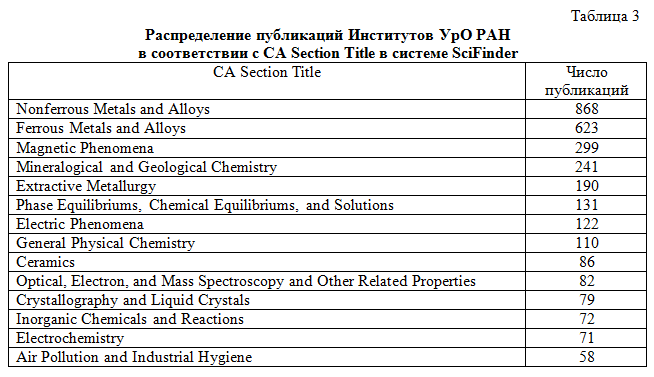 Таблица 3
Распределение публикаций Институтов УрО РАН
в соответствии с CA Section Title в системе SciFinder
CA Section Title Число
публикаций
Nonferrous Metals and Alloys 868
Ferrous Metals and Alloys 623
Magnetic Phenomena 299
Mineralogical and Geological Chemistry 241
Extractive Metallurgy 190
Phase Equilibriums, Chemical Equilibriums, and Solutions 131
Electric Phenomena 122
General Physical Chemistry 110
Ceramics 86
Optical, Electron, and Mass Spectroscopy and Other Related Properties 82
Crystallography and Liquid Crystals 79
Inorganic Chemicals and Reactions 72
Electrochemistry 71
Air Pollution and Industrial Hygiene 58